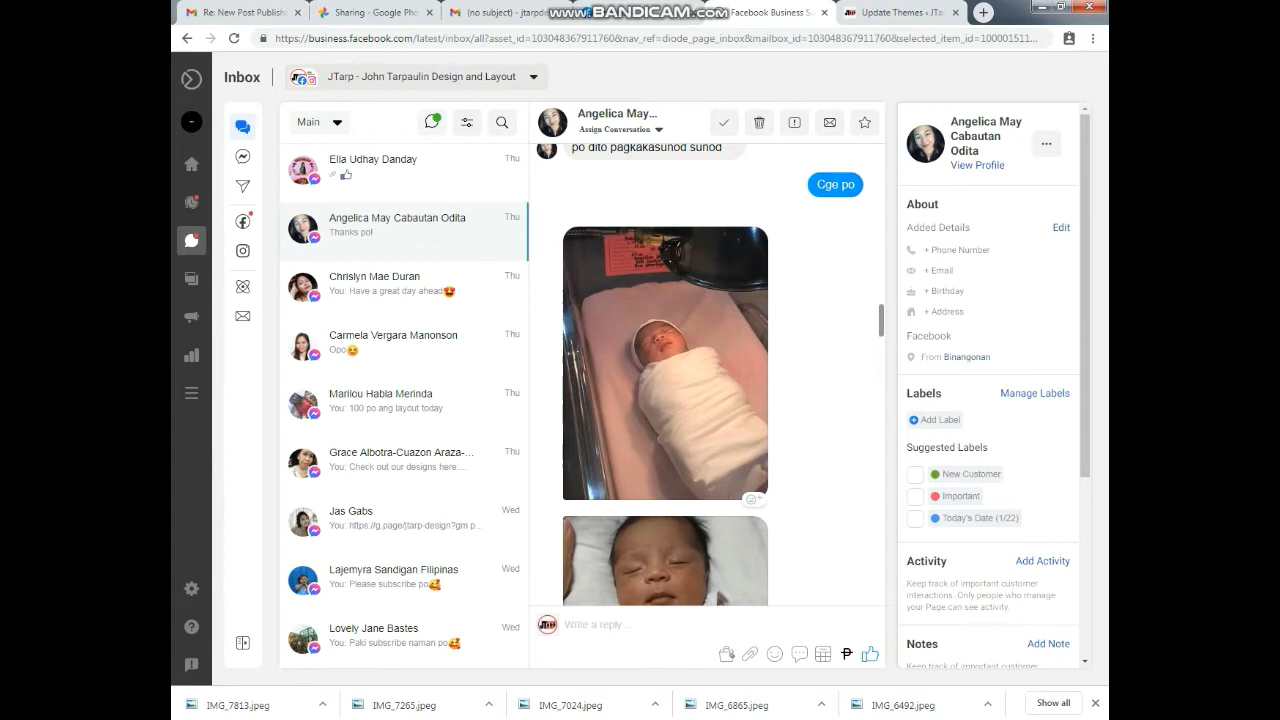 Re: New Post Publish
Sharing
Pho
(no subject) - jtarpde
www.BANDICAM.com
Facebook Business S
Update Themes ‹ JTa
https://business.facebook.com/latest/inbox/all?asset_id=103048367911760&nav_ref=diode_page_inbox&mailbox_id=103048367911760&selected_item_id=100001511...
Inbox
JTarp - John Tarpaulin Design and Layout
Main
Ella Udhay Danday
Thu
Angelica May Cabautan Odita
Thu
Thanks po!
Chrislyn Mae Duran
Thu
You: Have a great day ahead😍
Carmela Vergara Manonson
Thu
Opo☺️
Marilou Habla Merinda
Thu
You: 100 po ang layout today
Grace Albotra-Cuazon Araza-...
Thu
You: Check out our designs here....
Jas Gabs
Wed
You: https://g.page/jtarp-design?gm p...
Lajemyra Sandigan Filipinas
Wed
You: Please subscribe po🥰
Lovely Jane Bastes
Wed
You: Paki subscribe naman po🥰
Angelica May...
Assign Conversation
po dito pagkakasunod sunod
Cge po
Write a reply...
Angelica May
Cabautan
Odita
View Profile
About
Added Details
Edit
+ Phone Number
+ Email
+ Birthday
+ Address
Facebook
From Binangonan
Labels
Manage Labels
Add Label
Suggested Labels
New Customer
Important
Today's Date (1/22)
Activity
Add Activity
Keep track of important customer
interactions. Only people who manage
your Page can see activity.
Notes
Add Note
Keep track of important customer
IMG_7813.jpeg
IMG_7265.jpeg
IMG_7024.jpeg
IMG_6865.jpeg
IMG_6492.jpeg
Show all